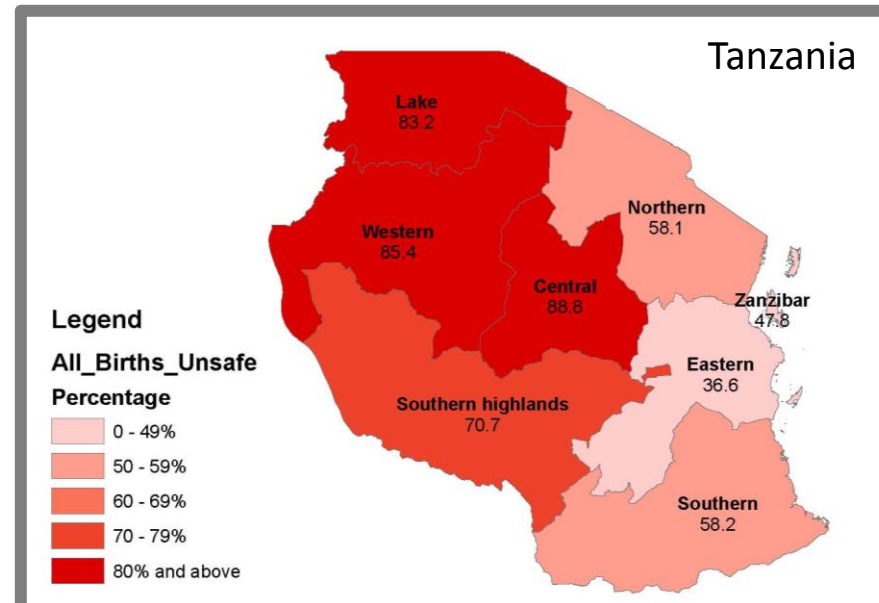 Tanzania
Lake
83.2
Northern
58.1
Western
85.4
Central
88.8
Zanzibar
47.8
Eastern
36.6
Southern highlands
70.7
Southern
58.2
Legend
All_Births_Unsafe
Percentage
0 - 49%
50 - 59%
60 - 69%
70 - 79%
80% and above